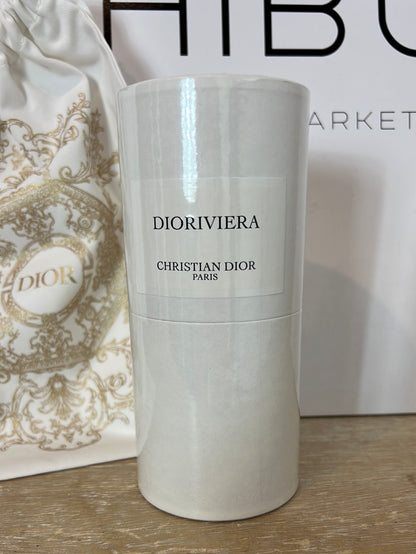 HIBU
ARKET
DIOR
DIORIVIERA
CHRISTIAN DIOR
PARIS